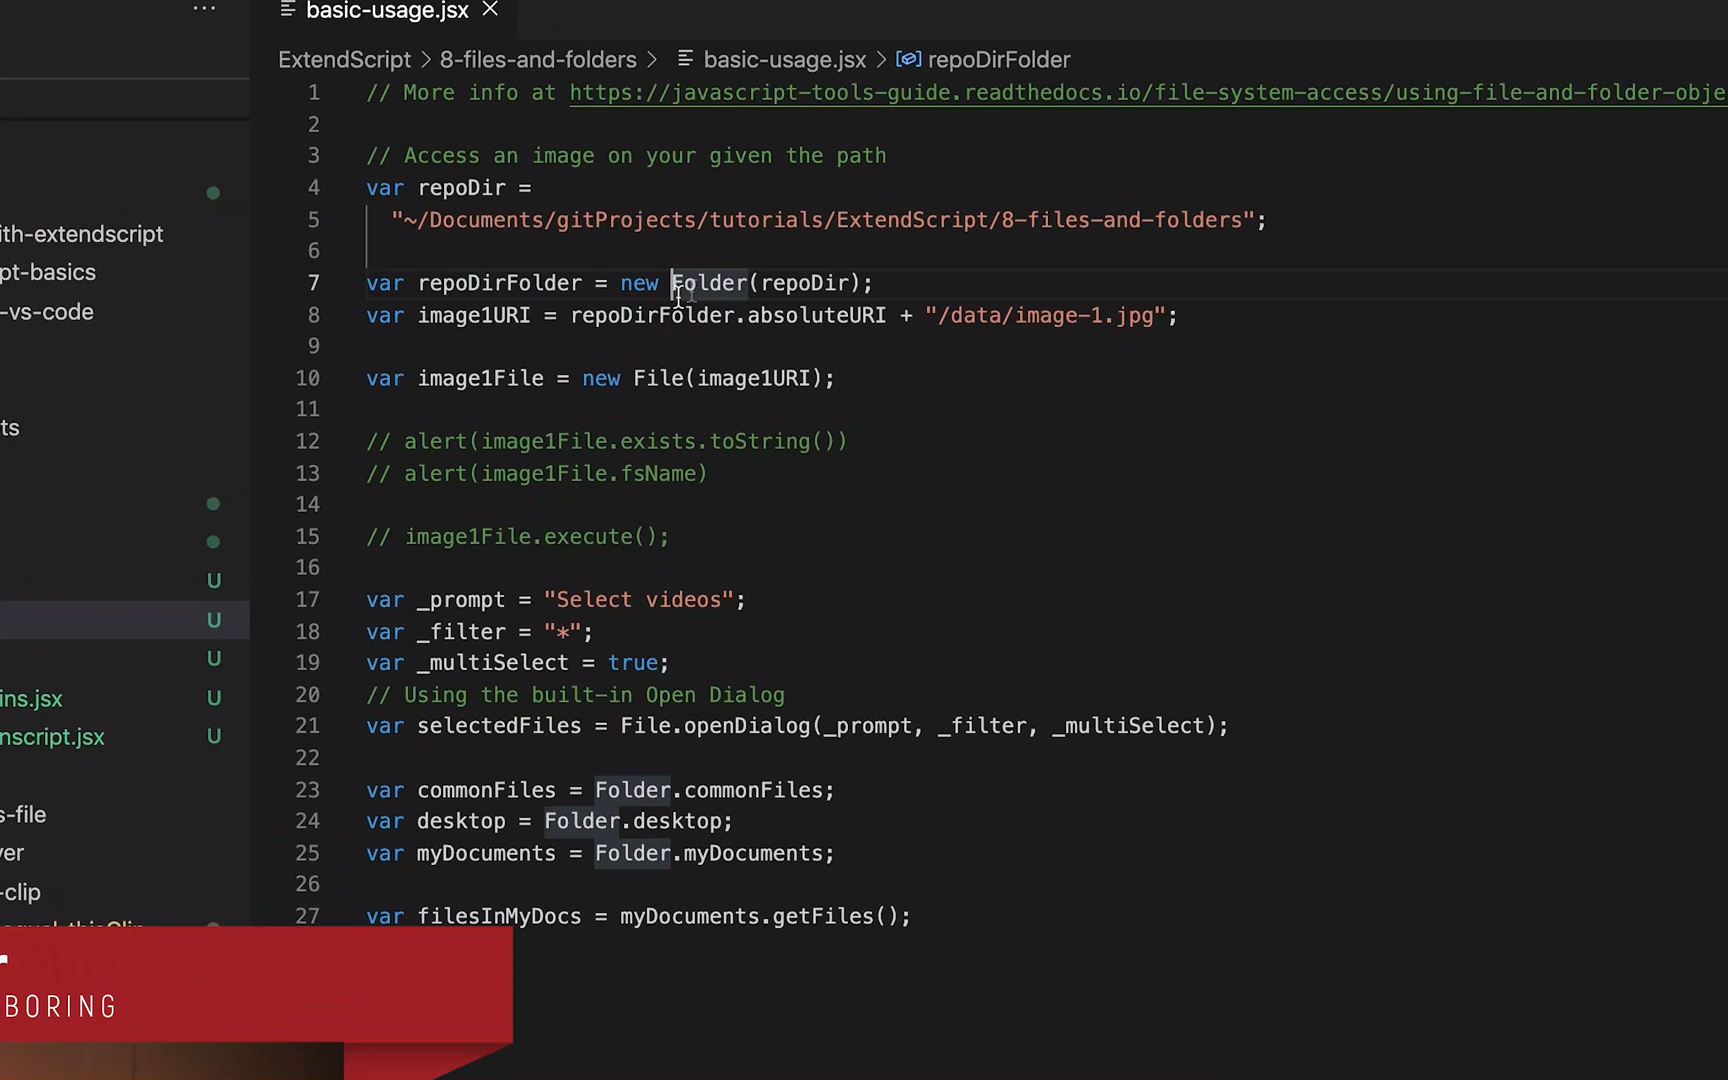 ...
basic-usage.jsx
ExtendScript > 8-files-and-folders > basic-usage.jsx > repoDirFolder
1 // More info at https://javascript-tools-guide.readthedocs.io/file-system-access/using-file-and-folder-obje
2
3 // Access an image on your given the path
4 var repoDir =
5 "~/Documents/gitProjects/tutorials/ExtendScript/8-files-and-folders";
6
7 var repoDirFolder = new Folder(repoDir);
8 var image1URI = repoDirFolder.absoluteURI + "/data/image-1.jpg";
9
10 var image1File = new File(image1URI);
11
12 // alert(image1File.exists.toString())
13 // alert(image1File.fsName)
14
15 // image1File.execute();
16
17 var _prompt = "Select videos";
18 var _filter = "*";
19 var _multiSelect = true;
20 // Using the built-in Open Dialog
21 var selectedFiles = File.openDialog(_prompt, _filter, _multiSelect);
22
23 var commonFiles = Folder.commonFiles;
24 var desktop = Folder.desktop;
25 var myDocuments = Folder.myDocuments;
26
27 var filesInMyDocs = myDocuments.getFiles();
ith-extendscript
pt-basics
-vs-code
ts
U
U
U
ins.jsx U
nscript.jsx U
s-file
ver
-clip
r
BORING